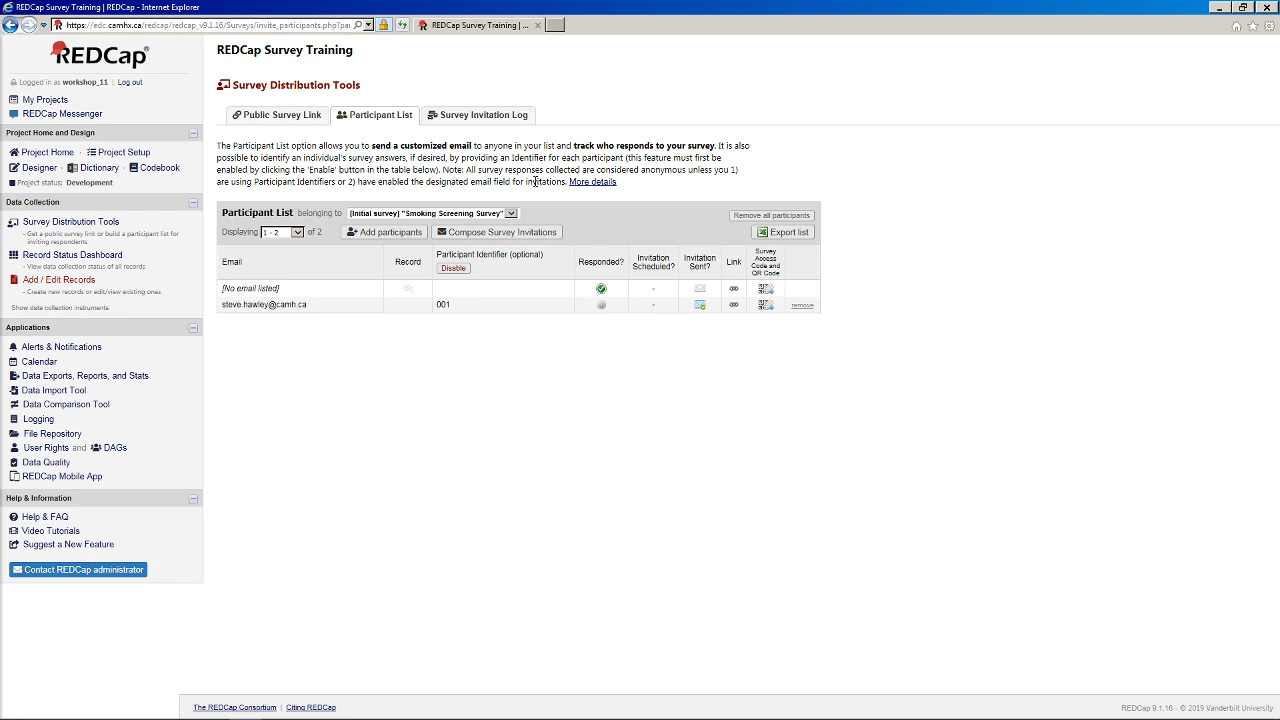 REDCap Survey Training | REDCap - Internet Explorer
https://edc.camhx.ca/redcap/redcap_v9.1.16/Surveys/invite_participants.php?pa
REDCap Survey Training | ...
REDCap®
Logged in as workshop_11 | Log out
My Projects
REDCap Messenger
Project Home and Design
Project Home · Project Setup
Designer · Dictionary · Codebook
Project status: Development
Data Collection
Survey Distribution Tools
- Get a public survey link or build a participant list for
inviting respondents
Record Status Dashboard
- View data collection status of all records
Add / Edit Records
- Create new records or edit/view existing ones
Show data collection instruments
Applications
Alerts & Notifications
Calendar
Data Exports, Reports, and Stats
Data Import Tool
Data Comparison Tool
Logging
File Repository
User Rights and DAGs
Data Quality
REDCap Mobile App
Help & Information
Help & FAQ
Video Tutorials
Suggest a New Feature
Contact REDCap administrator
REDCap Survey Training
Survey Distribution Tools
Public Survey Link Participant List Survey Invitation Log
The Participant List option allows you to send a customized email to anyone in your list and track who responds to your survey. It is also
possible to identify an individual's survey answers, if desired, by providing an Identifier for each participant (this feature must first be
enabled by clicking the 'Enable' button in the table below). Note: All survey responses collected are considered anonymous unless you 1)
are using Participant Identifiers or 2) have enabled the designated email field for invitations. More details
Participant List belonging to [Initial survey] "Smoking Screening Survey" Remove all participants
Displaying 1 - 2 of 2 Add participants Compose Survey Invitations Export list
Email Record Participant Identifier (optional) Disable Responded? Invitation Scheduled? Invitation Sent? Link Survey Access Code and QR Code
[No email listed] -
steve.hawley@camh.ca 001 - remove
The REDCap Consortium | Citing REDCap
REDCap 9.1.16 - © 2019 Vanderbilt University